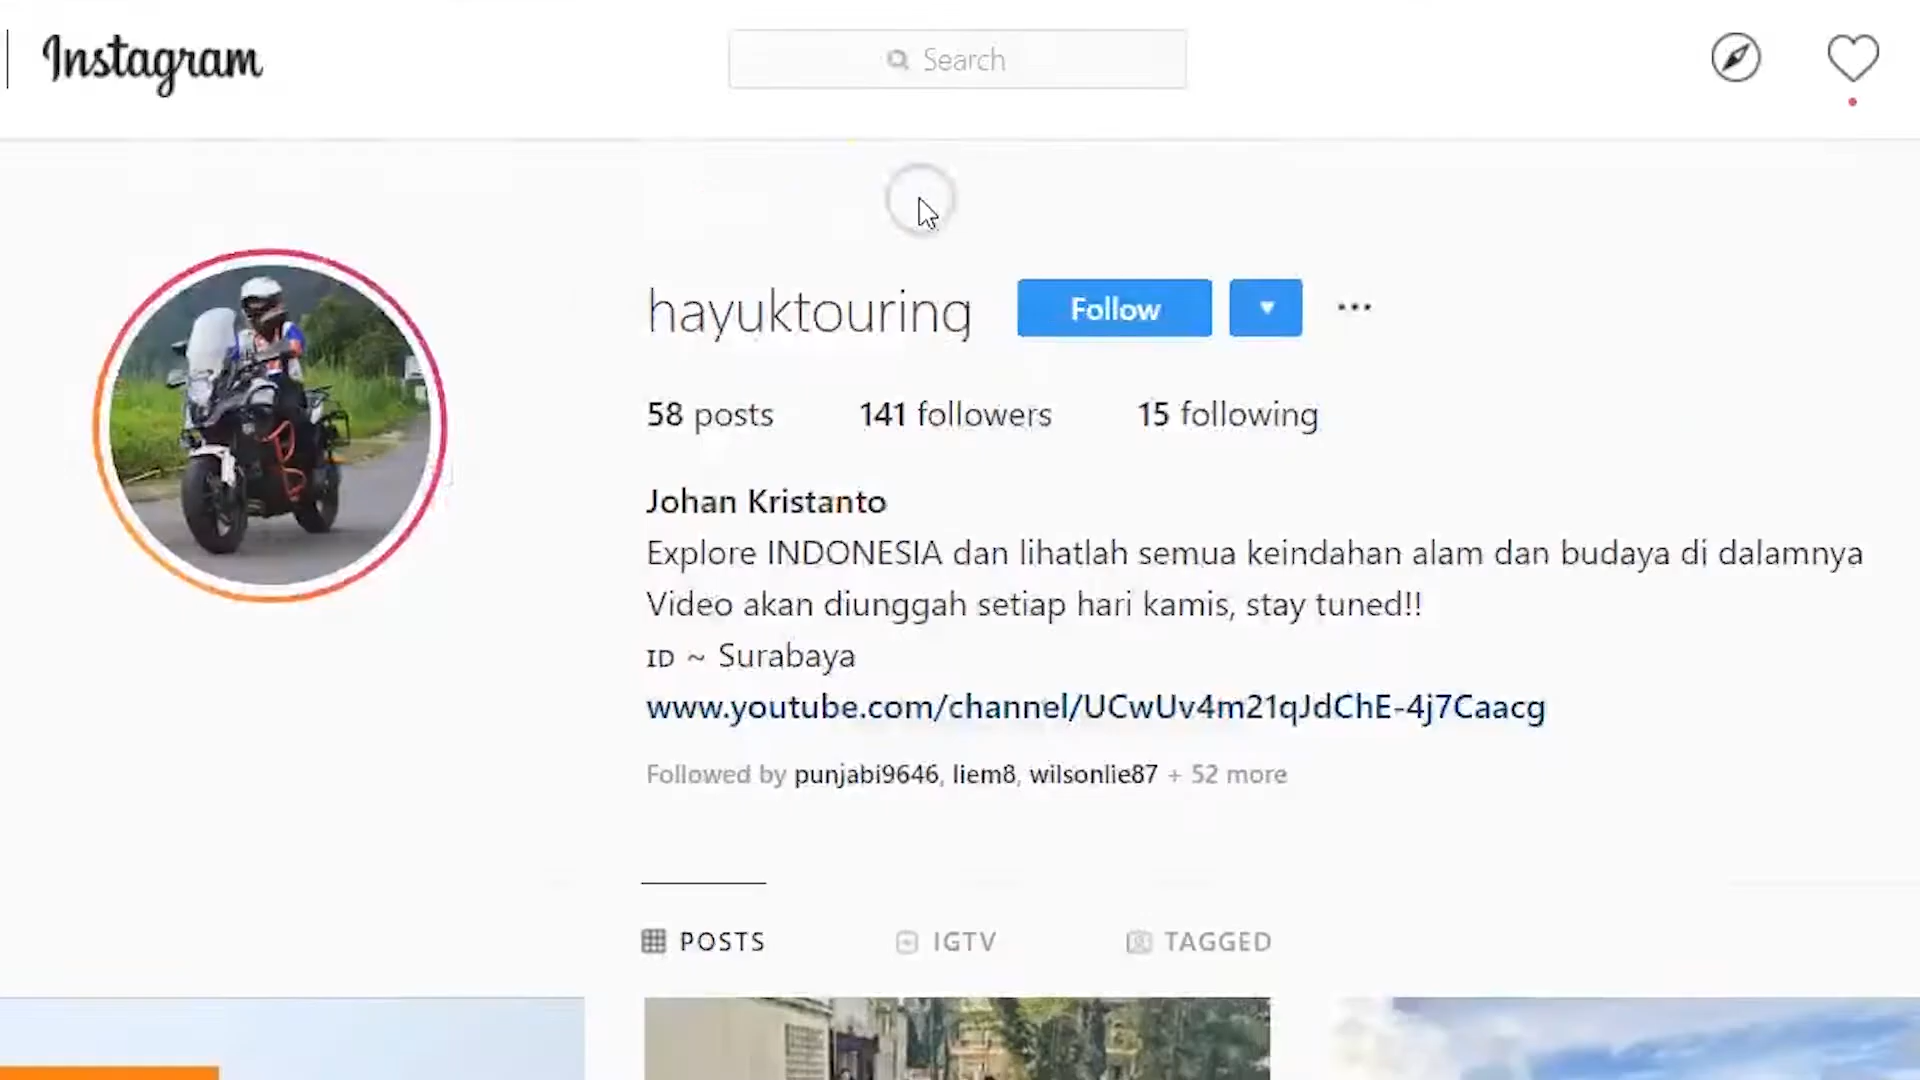 Instagram
Search
hayuktouring
Follow
58 posts 141 followers 15 following
Johan Kristanto
Explore INDONESIA dan lihatlah semua keindahan alam dan budaya di dalamnya
Video akan diunggah setiap hari kamis, stay tuned!!
ID ~ Surabaya
www.youtube.com/channel/UCwUv4m21qJdChE-4j7Caacg
Followed by punjabi9646, liem8, wilsonlie87 + 52 more
POSTS IGTV TAGGED